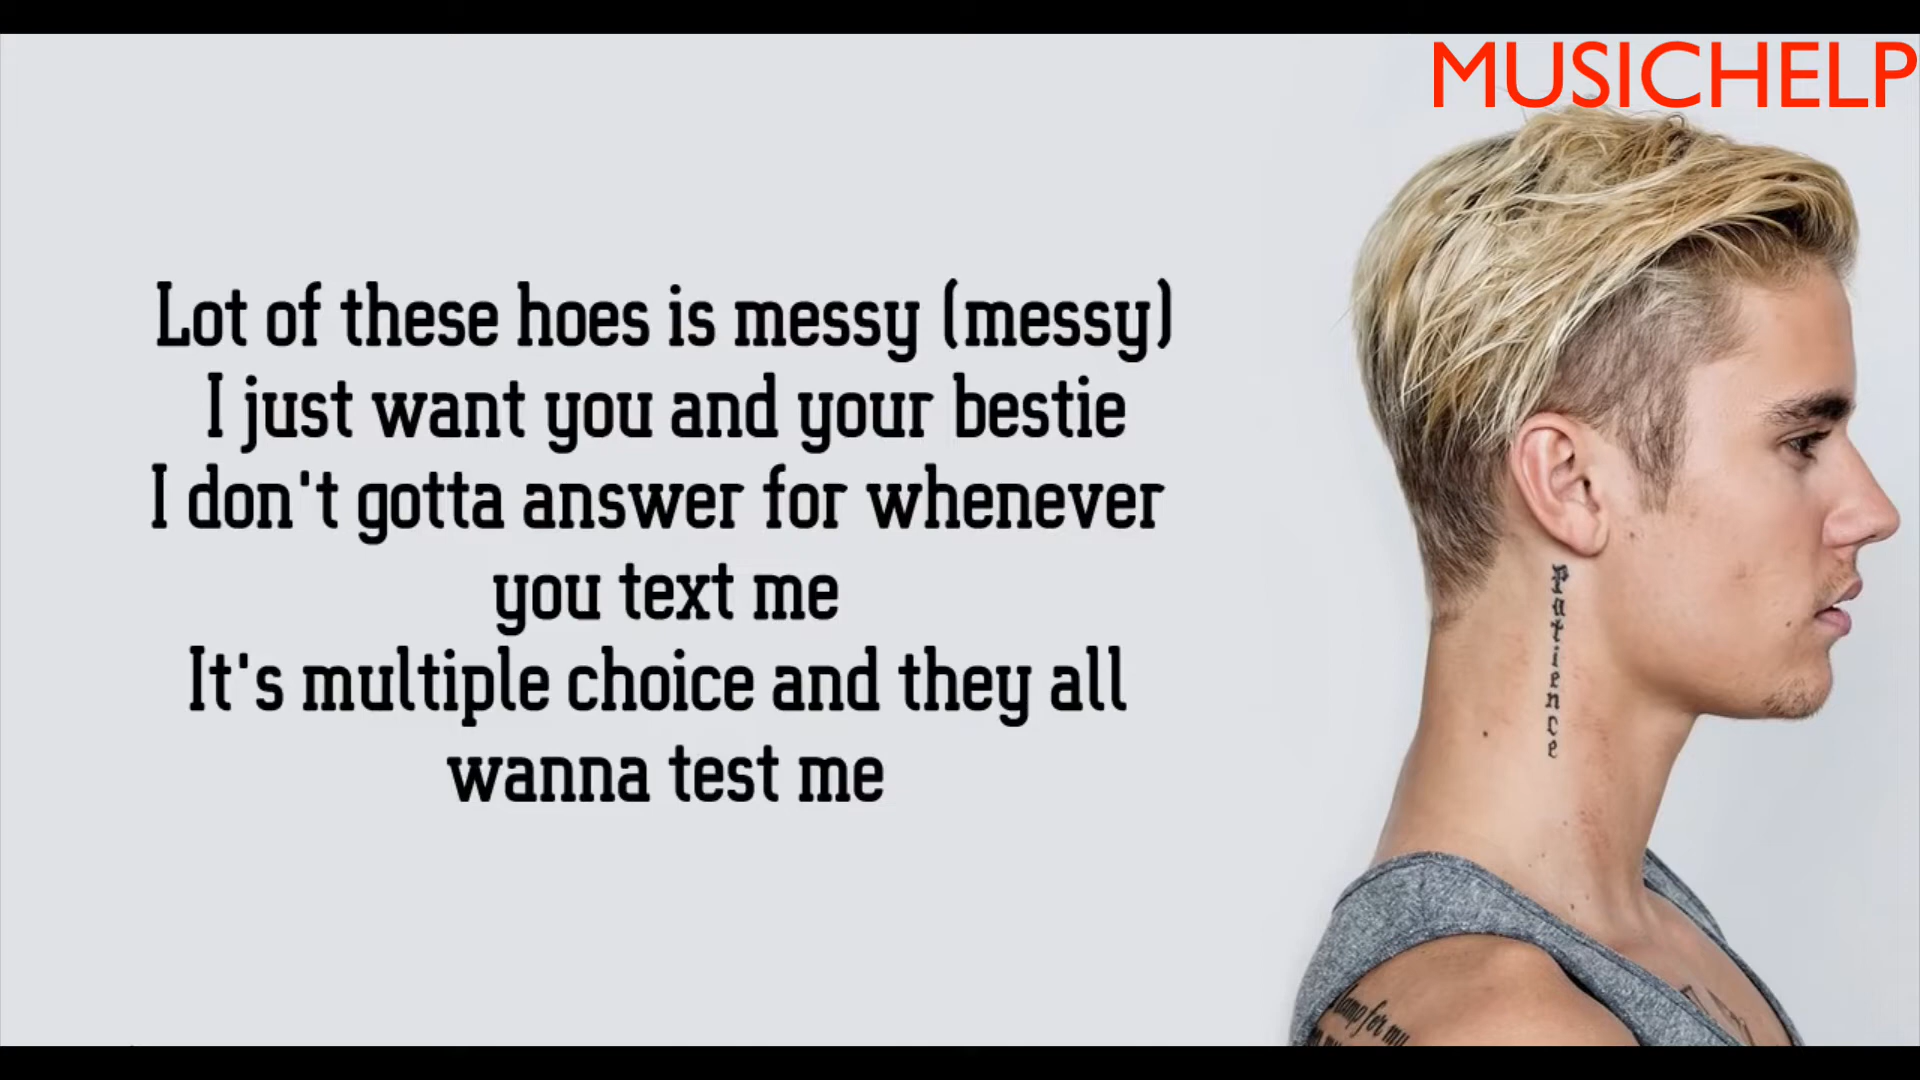 MUSICHELP
Lot of these hoes is messy (messy)
I just want you and your bestie
I don't gotta answer for whenever
you text me
It's multiple choice and they all
wanna test me
Patience